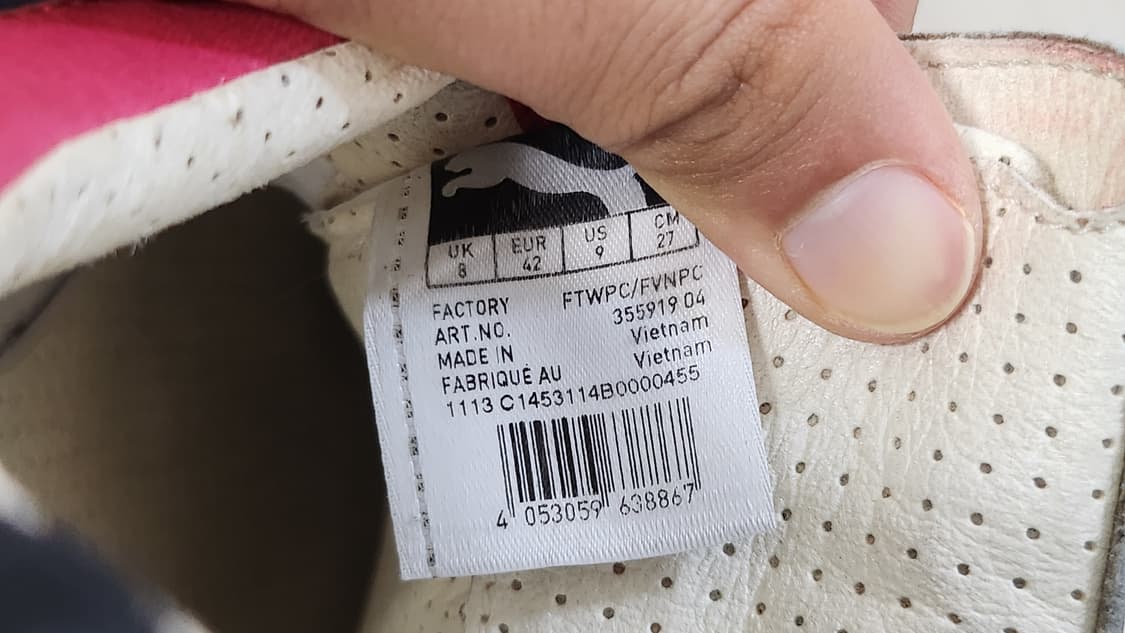 UK EUR US CM
8 42 9 27
FACTORY FTWPC/FVNPC
ART.NO. 355919 04
MADE IN Vietnam
FABRIQUÉ AU Vietnam
1113 C1453114B0000455
4 053059 638867